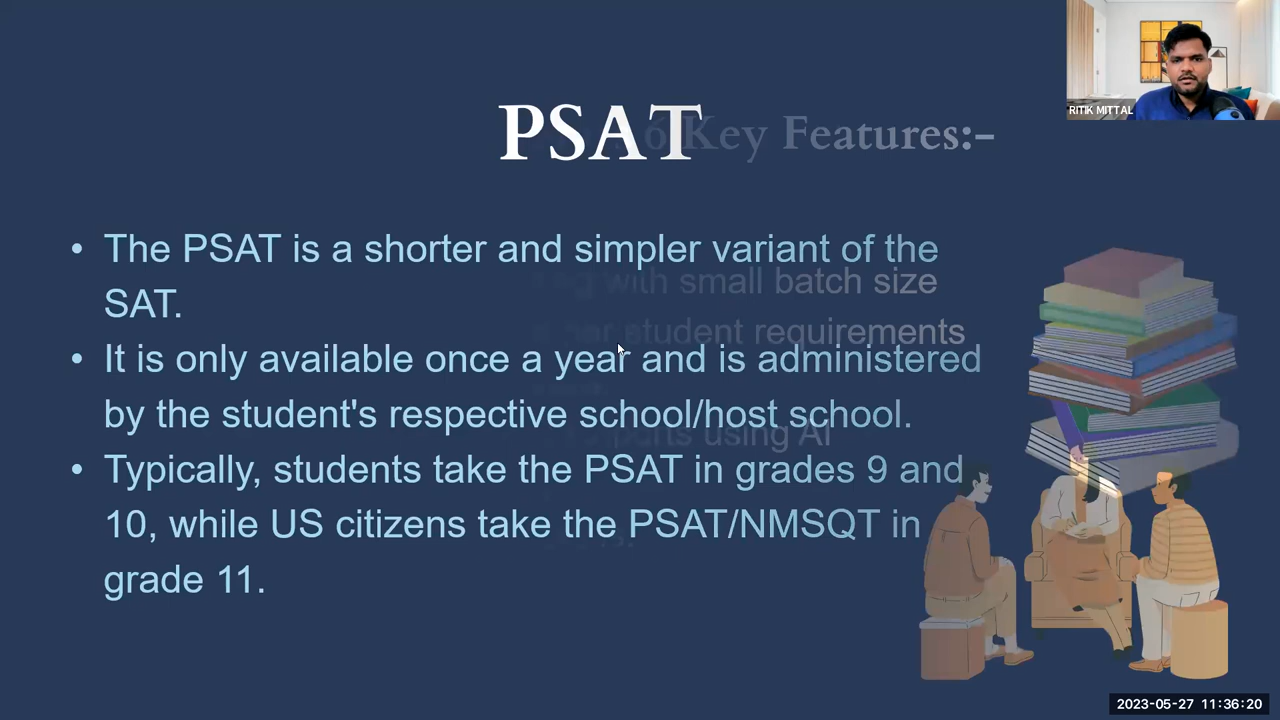 PSAT
6 Key Features:-
The PSAT is a shorter and simpler variant of the
SAT.
It is only available once a year and is administered
by the student's respective school/host school.
Typically, students take the PSAT in grades 9 and
10, while US citizens take the PSAT/NMSQT in
grade 11.
with small batch size
student requirements
using AI
RITIK MITTAL
2023-05-27 11:36:20